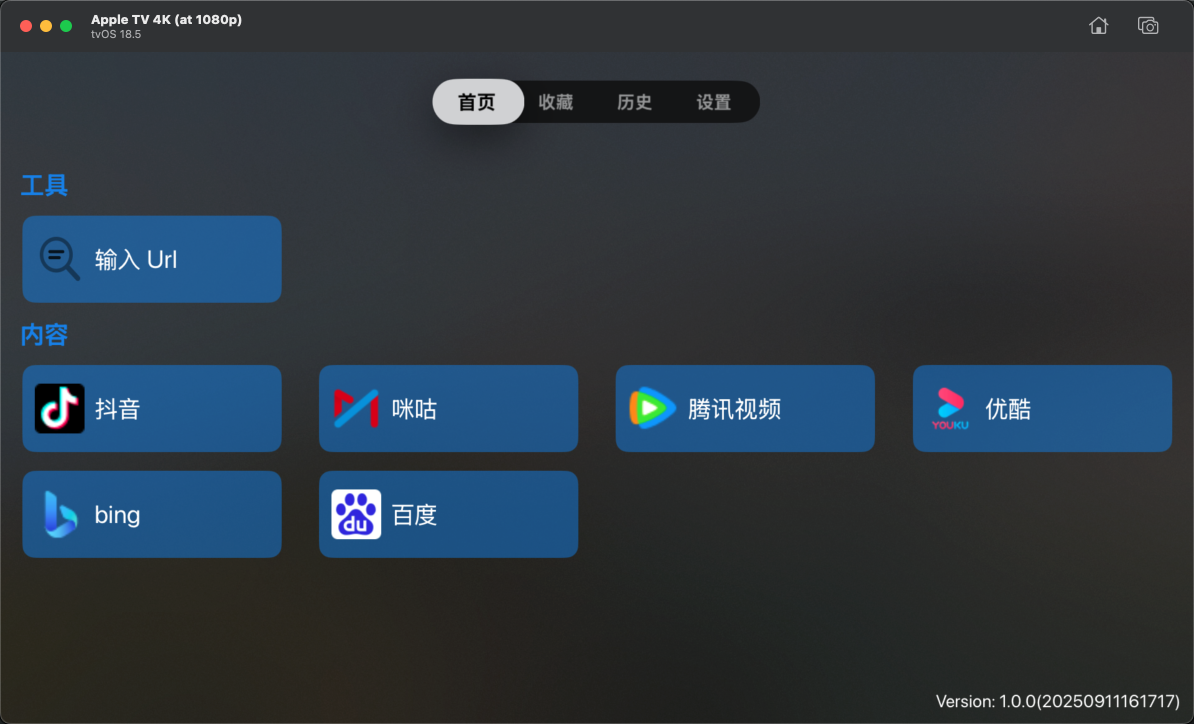 Apple TV 4K (at 1080p)
tvOS 18.5
首页 收藏 历史 设置
工具
输入 Url
内容
抖音 咪咕 腾讯视频 YOUKU 优酷
bing du 百度
Version: 1.0.0(20250911161717)